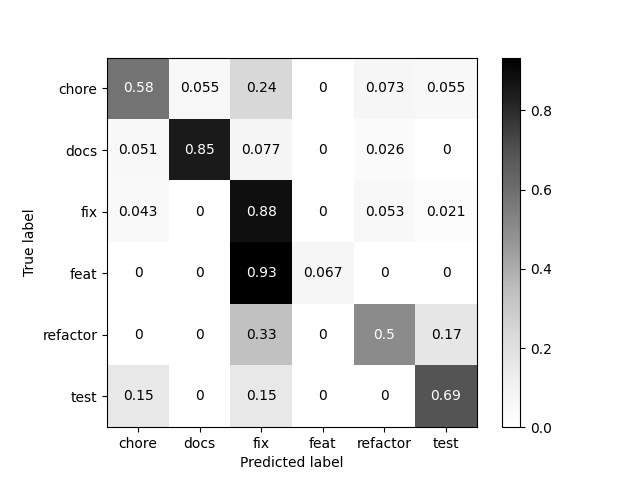 chore 0.58 0.055 0.24 0 0.073 0.055
docs 0.051 0.85 0.077 0 0.026 0
fix 0.043 0 0.88 0 0.053 0.021
feat 0 0 0.93 0.067 0 0
refactor 0 0 0.33 0 0.5 0.17
test 0.15 0 0.15 0 0 0.69
chore docs fix feat refactor test
Predicted label
True label
0.8
0.6
0.4
0.2
0.0